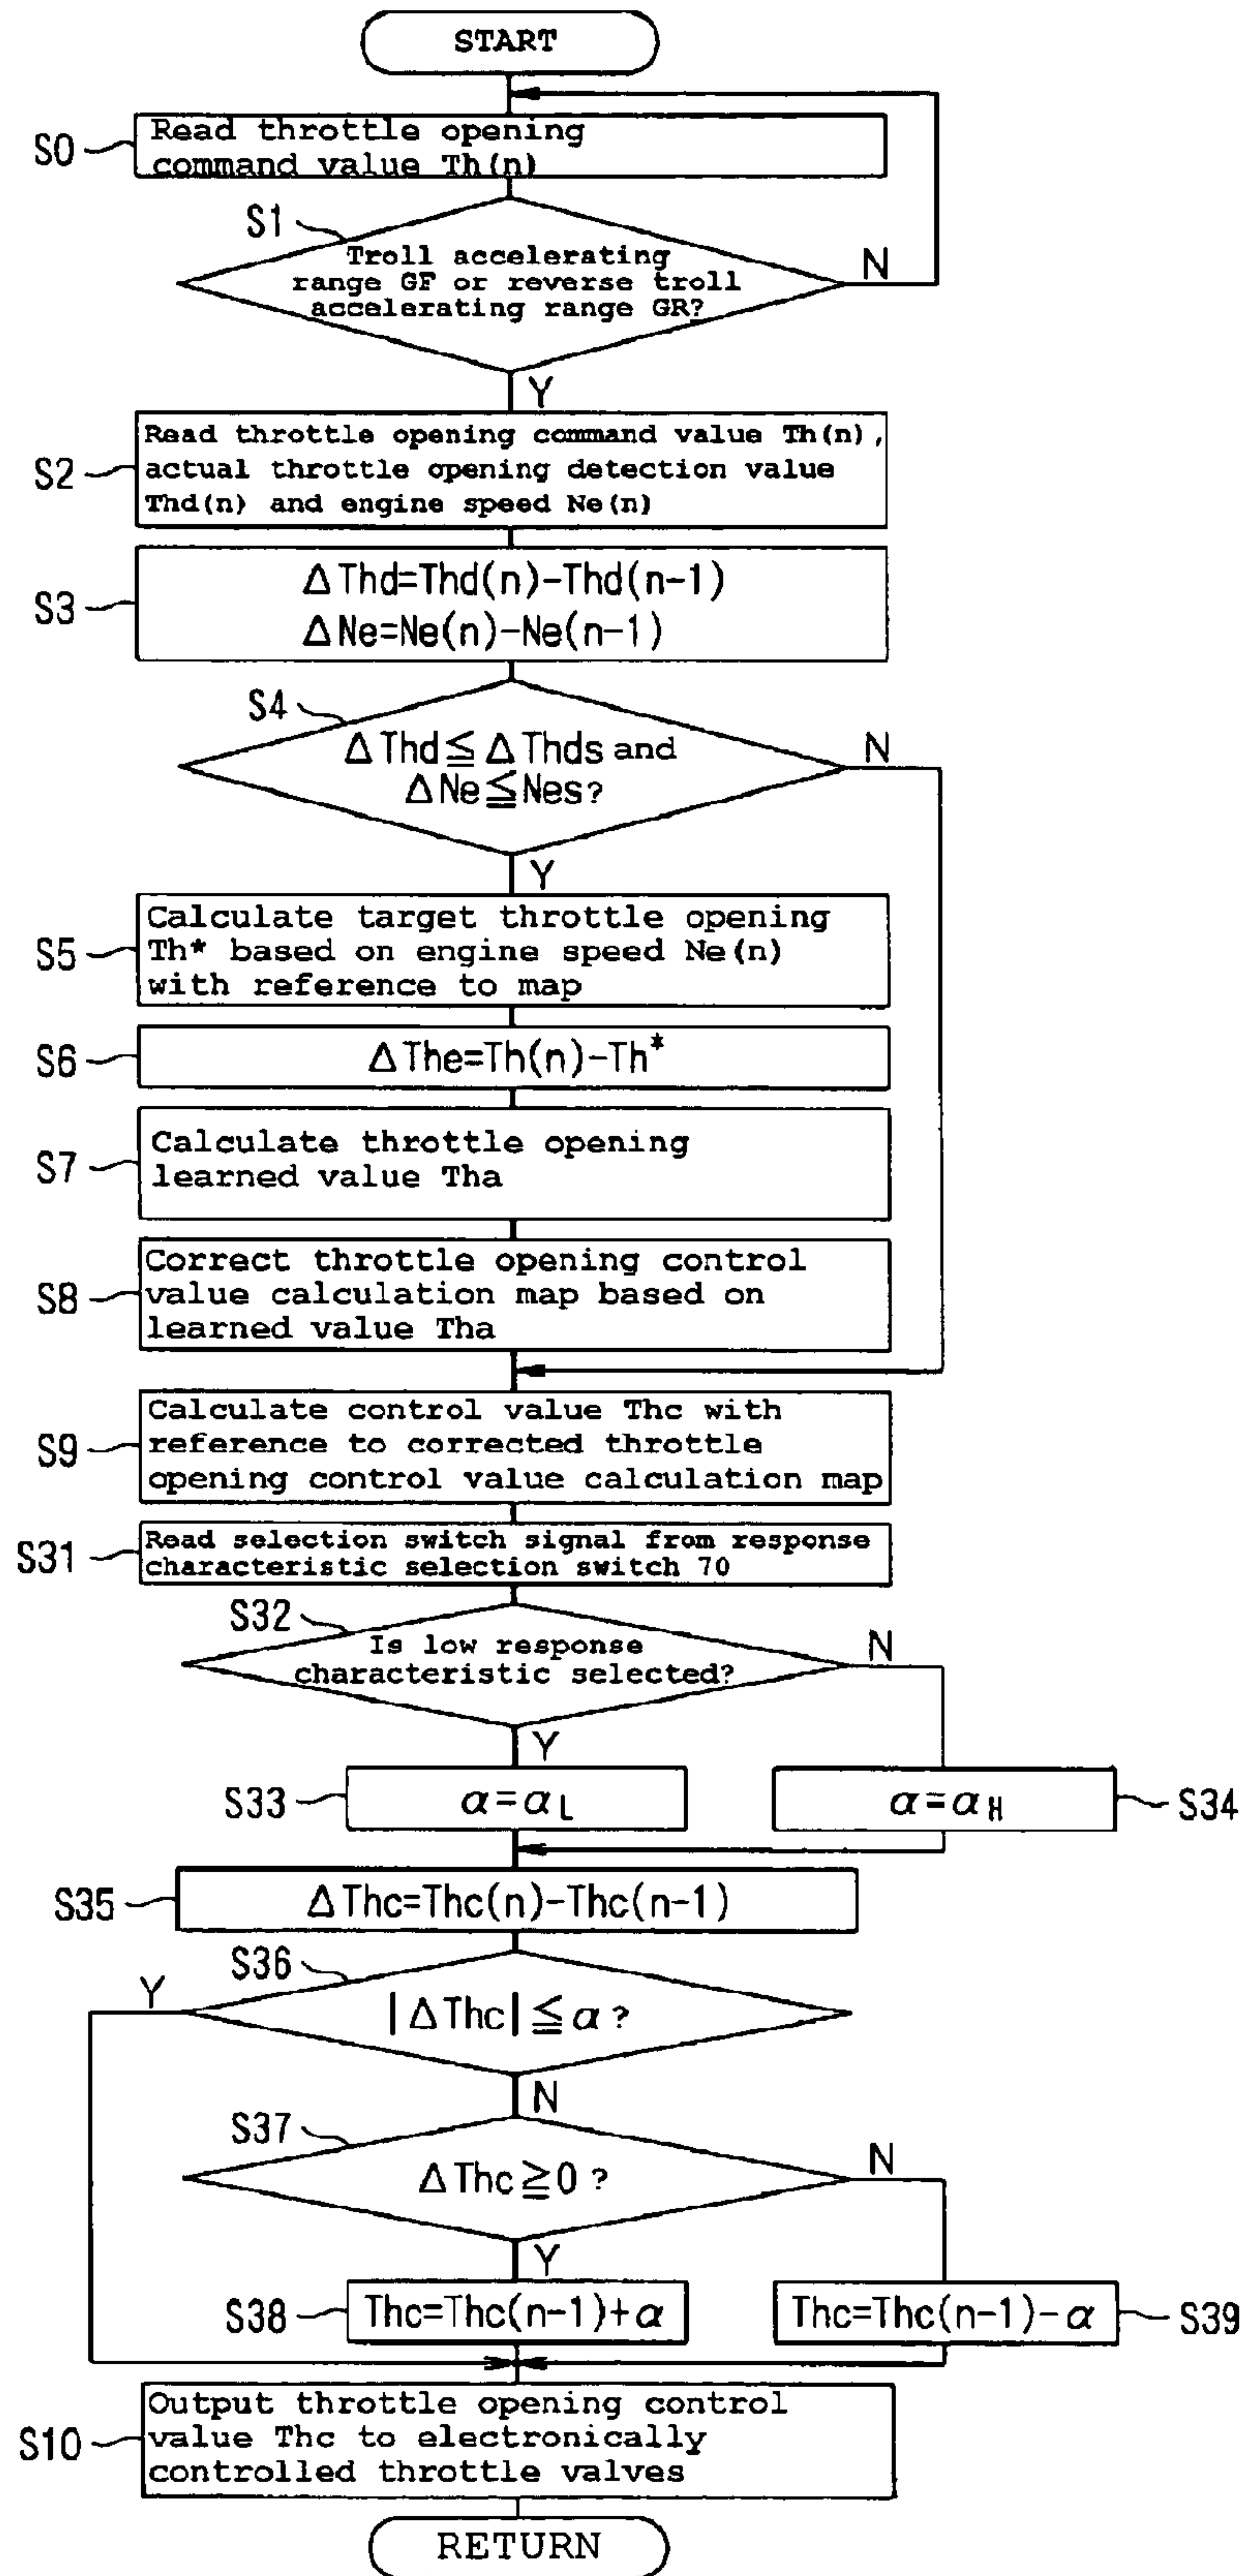 START
S0
Read throttle opening
command value Th(n)
S1
Troll accelerating
range GF or reverse troll
accelerating range GR?
N
Y
S2
Read throttle opening command value Th(n),
actual throttle opening detection value
Thd(n) and engine speed Ne(n)
S3
ΔThd=Thd(n)-Thd(n-1)
ΔNe=Ne(n)-Ne(n-1)
S4
ΔThd≦ΔThds and
ΔNe≦Nes?
N
Y
S5
Calculate target throttle opening
Th* based on engine speed Ne(n)
with reference to map
S6
ΔThe=Th(n)-Th*
S7
Calculate throttle opening
learned value Tha
S8
Correct throttle opening control
value calculation map based on
learned value Tha
S9
Calculate control value Thc with
reference to corrected throttle
opening control value calculation map
S31
Read selection switch signal from response
characteristic selection switch 70
S32
Is low response
characteristic selected?
N
Y
S33
α=αL
α=αH
S34
S35
ΔThc=Thc(n)-Thc(n-1)
S36
Y
|ΔThc|≦α?
N
S37
ΔThc≧0?
N
Y
S38
Thc=Thc(n-1)+α
Thc=Thc(n-1)-α
S39
S10
Output throttle opening control
value Thc to electronically
controlled throttle valves
RETURN